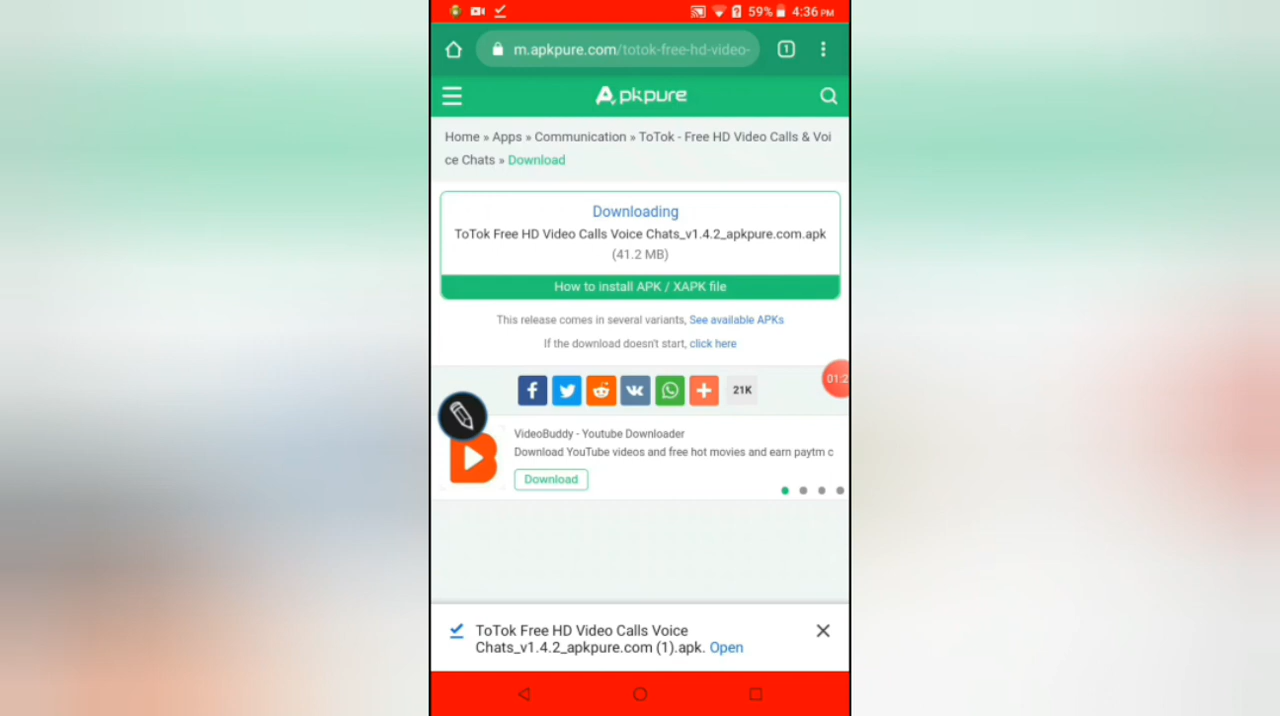 59% 4:36 PM
m.apkpure.com/totok-free-hd-video-
1
Apkpure
Home » Apps » Communication » ToTok - Free HD Video Calls & Voi
ce Chats » Download
Downloading
ToTok Free HD Video Calls Voice Chats_v1.4.2_apkpure.com.apk
(41.2 MB)
How to install APK / XAPK file
This release comes in several variants, See available APKs
If the download doesn't start, click here
01:2
21K
VideoBuddy - Youtube Downloader
Download YouTube videos and free hot movies and earn paytm c
Download
ToTok Free HD Video Calls Voice
Chats_v1.4.2_apkpure.com (1).apk. Open